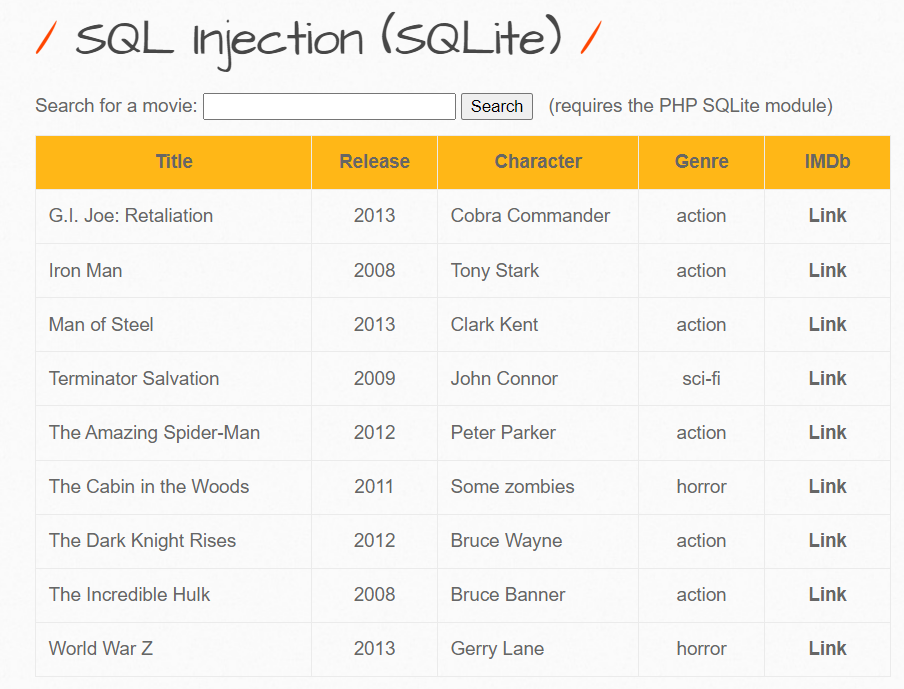 / SQL Injection (SQLite) /
Search for a movie: Search (requires the PHP SQLite module)
Title Release Character Genre IMDb
G.I. Joe: Retaliation 2013 Cobra Commander action Link
Iron Man 2008 Tony Stark action Link
Man of Steel 2013 Clark Kent action Link
Terminator Salvation 2009 John Connor sci-fi Link
The Amazing Spider-Man 2012 Peter Parker action Link
The Cabin in the Woods 2011 Some zombies horror Link
The Dark Knight Rises 2012 Bruce Wayne action Link
The Incredible Hulk 2008 Bruce Banner action Link
World War Z 2013 Gerry Lane horror Link